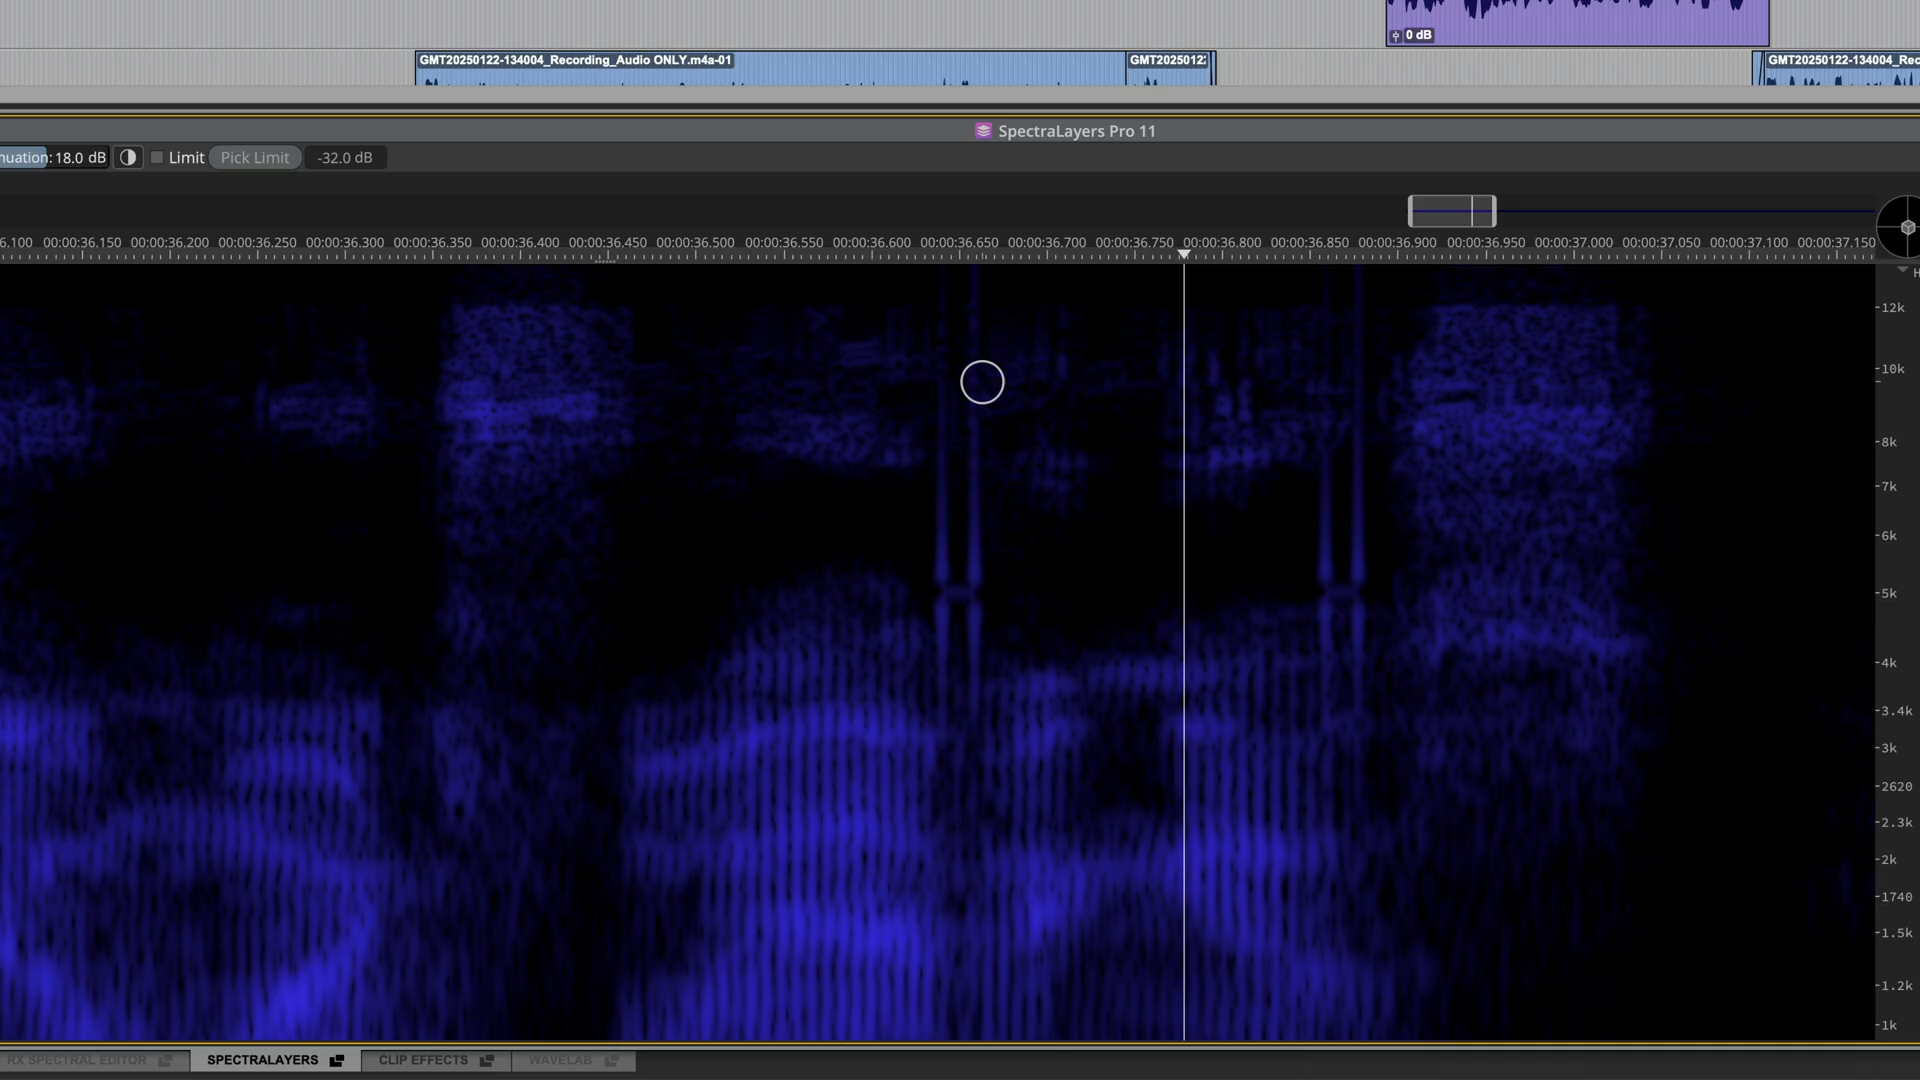 0 dB
GMT20250122-134004_Recording_Audio ONLY.m4a-01
GMT2025012
GMT20250122-134004_Rec
SpectraLayers Pro 11
nuation: 18.0 dB
Limit
Pick Limit
-32.0 dB
6.100 00:00:36.150 00:00:36.200 00:00:36.250 00:00:36.300 00:00:36.350 00:00:36.400 00:00:36.450 00:00:36.500 00:00:36.550 00:00:36.600 00:00:36.650 00:00:36.700 00:00:36.750 00:00:36.800 00:00:36.850 00:00:36.900 00:00:36.950 00:00:37.000 00:00:37.050 00:00:37.100 00:00:37.150
H
12k
10k
8k
7k
6k
5k
4k
3.4k
3k
2620
2.3k
2k
1740
1.5k
1.2k
1k
RX SPECTRAL EDITOR
SPECTRALAYERS
CLIP EFFECTS
WAVELAB